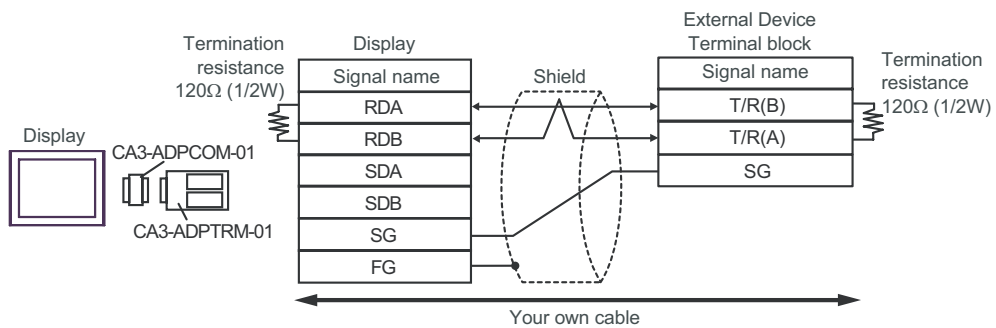 External Device
Terminal block
Display
Termination
resistance
120Ω (1/2W)
Termination
resistance
120Ω (1/2W)
Shield
Signal name
RDA
RDB
SDA
SDB
SG
FG
Signal name
T/R(B)
T/R(A)
SG
Display
CA3-ADPCOM-01
CA3-ADPTRM-01
Your own cable